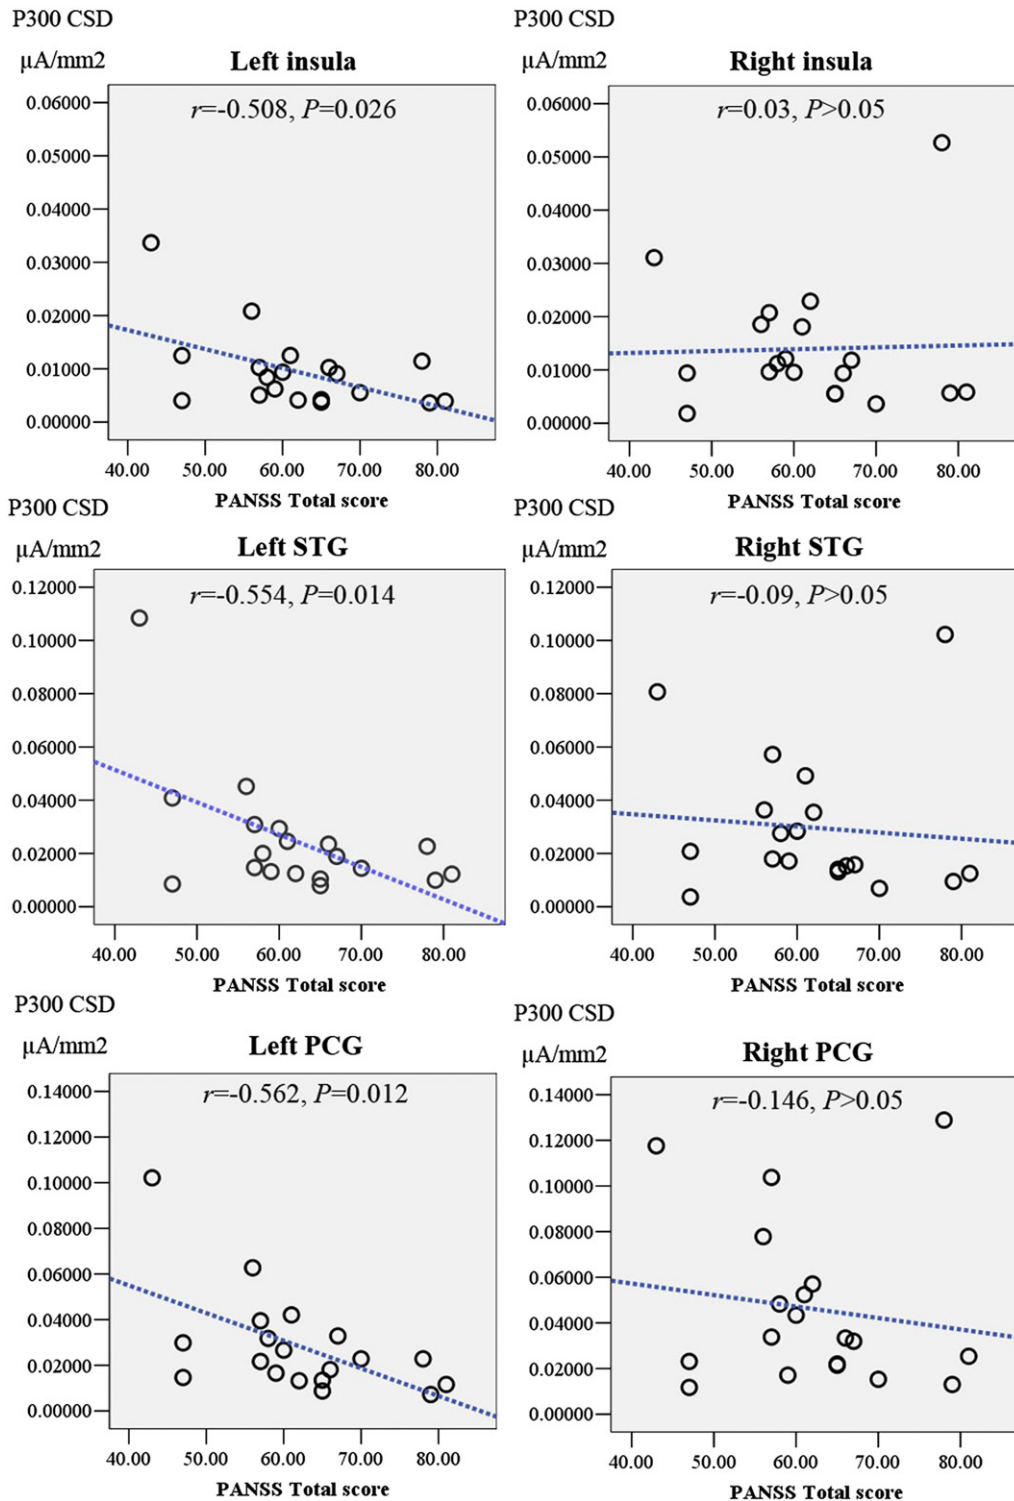 P300 CSD
µA/mm2
Left insula
r=-0.508, P=0.026
0.06000
0.05000
0.04000
0.03000
0.02000
0.01000
0.00000
40.00 50.00 60.00 70.00 80.00
PANSS Total score
P300 CSD
µA/mm2
Right insula
r=0.03, P>0.05
0.06000
0.05000
0.04000
0.03000
0.02000
0.01000
0.00000
40.00 50.00 60.00 70.00 80.00
PANSS Total score
P300 CSD
µA/mm2
Left STG
r=-0.554, P=0.014
0.12000
0.10000
0.08000
0.06000
0.04000
0.02000
0.00000
40.00 50.00 60.00 70.00 80.00
PANSS Total score
P300 CSD
µA/mm2
Right STG
r=-0.09, P>0.05
0.12000
0.10000
0.08000
0.06000
0.04000
0.02000
0.00000
40.00 50.00 60.00 70.00 80.00
PANSS Total score
P300 CSD
µA/mm2
Left PCG
r=-0.562, P=0.012
0.14000
0.12000
0.10000
0.08000
0.06000
0.04000
0.02000
0.00000
40.00 50.00 60.00 70.00 80.00
PANSS Total score
P300 CSD
µA/mm2
Right PCG
r=-0.146, P>0.05
0.14000
0.12000
0.10000
0.08000
0.06000
0.04000
0.02000
0.00000
40.00 50.00 60.00 70.00 80.00
PANSS Total score